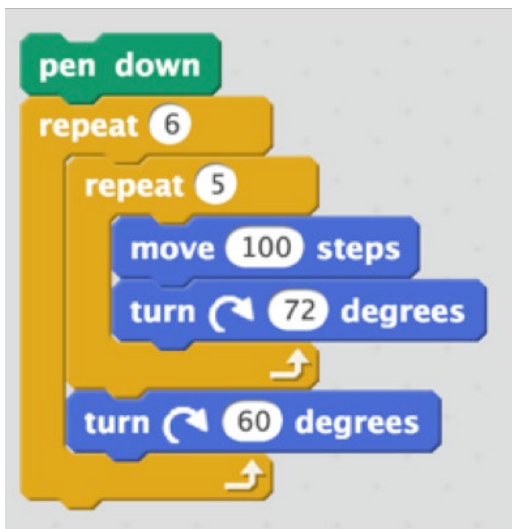 pen down
repeat 6
repeat 5
move 100 steps
turn 72 degrees
turn 60 degrees